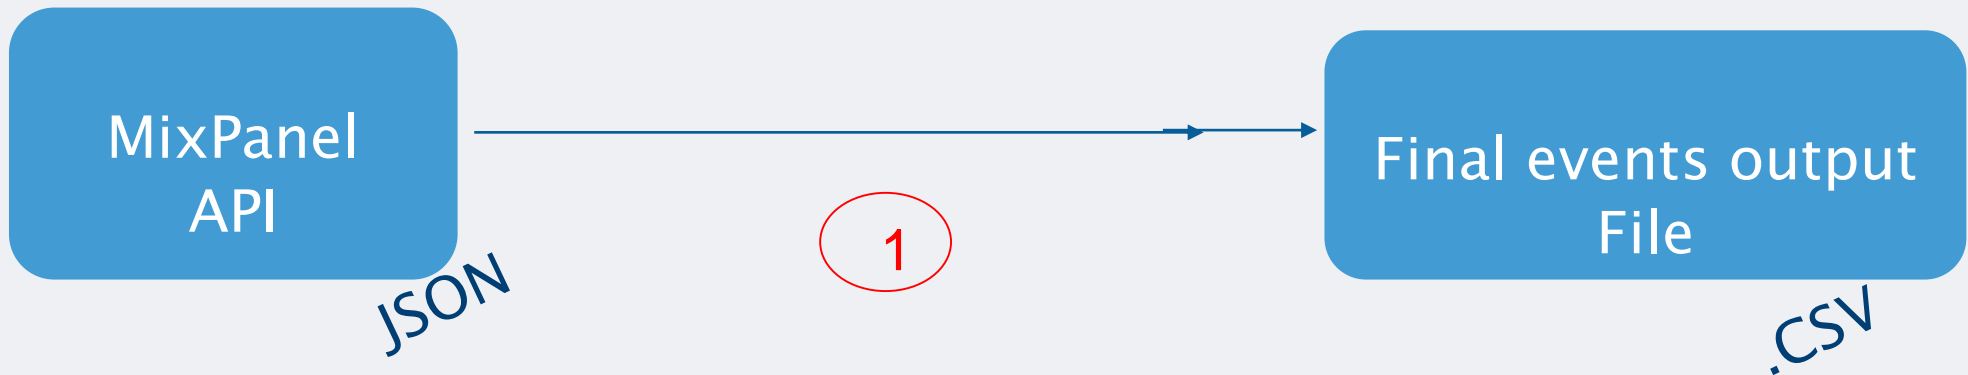 MixPanel
API
JSON
1
Final events output
File
.CSV